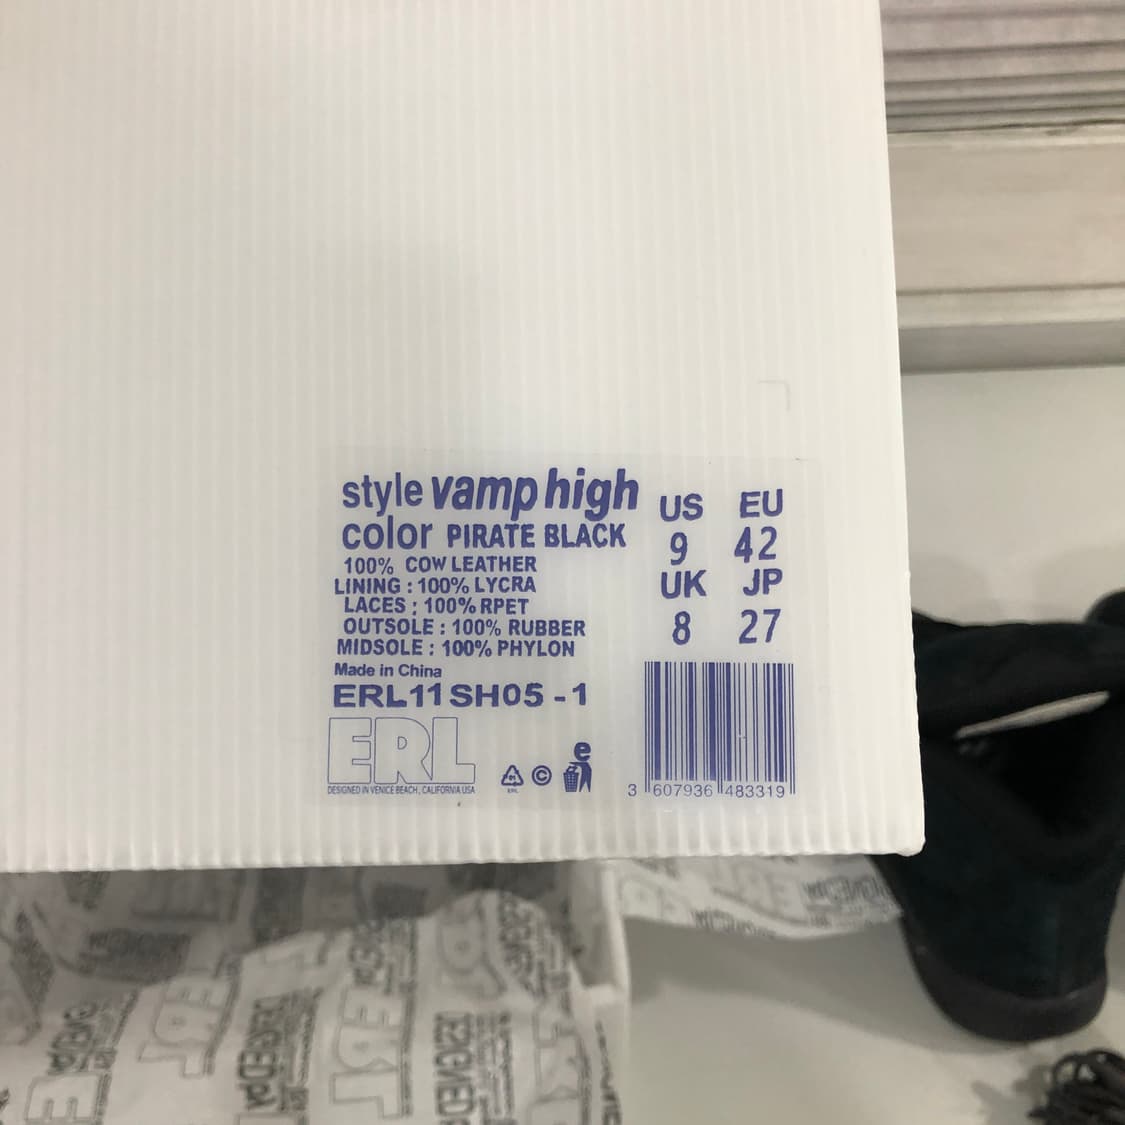 style vamp high
color PIRATE BLACK
100% COW LEATHER
LINING : 100% LYCRA
LACES : 100% RPET
OUTSOLE : 100% RUBBER
MIDSOLE : 100% PHYLON
Made in China
ERL11SH05 - 1
ERL
DESIGNED IN VENICE BEACH, CALIFORNIA USA
01
ERL
©
e
US EU
9 42
UK JP
8 27
3 607936 483319